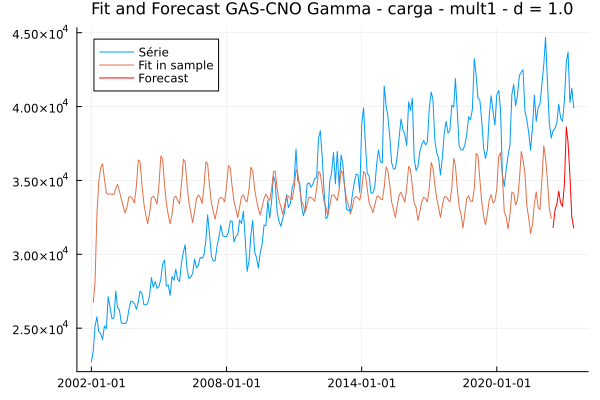 Fit and Forecast GAS-CNO Gamma - carga - mult1 - d = 1.0
4.50×10⁴
Série
Fit in sample
Forecast
4.00×10⁴
3.50×10⁴
3.00×10⁴
2.50×10⁴
2002-01-01 2008-01-01 2014-01-01 2020-01-01